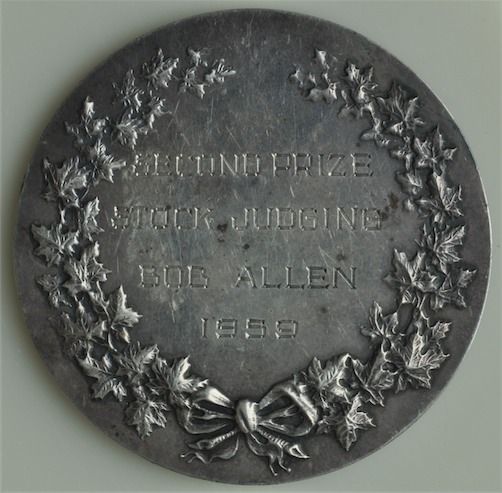 SECOND PRIZE
STOCK JUDGING
BOB ALLEN
1959